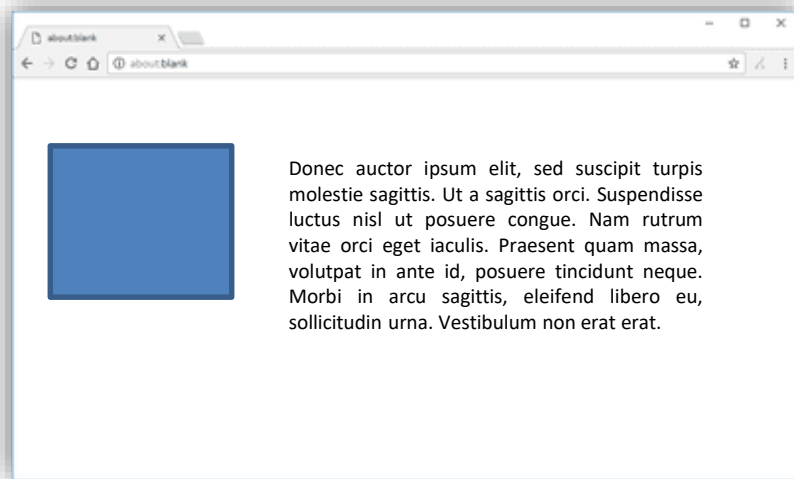 about:blank
about:blank
Donec auctor ipsum elit, sed suscipit turpis
molestie sagittis. Ut a sagittis orci. Suspendisse
luctus nisl ut posuere congue. Nam rutrum
vitae orci eget iaculis. Praesent quam massa,
volutpat in ante id, posuere tincidunt neque.
Morbi in arcu sagittis, eleifend libero eu,
sollicitudin urna. Vestibulum non erat erat.